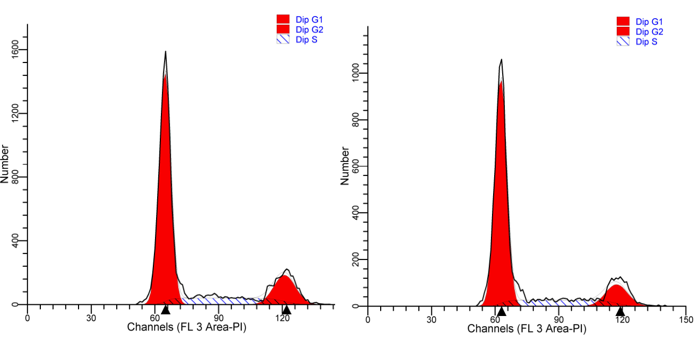 Dip G1
Dip G2
Dip S
Number
1600
1200
800
400
0
0 30 60 90 120
Channels (FL 3 Area-PI)
Dip G1
Dip G2
Dip S
Number
1000
800
600
400
200
0
0 30 60 90 120 150
Channels (FL 3 Area-PI)